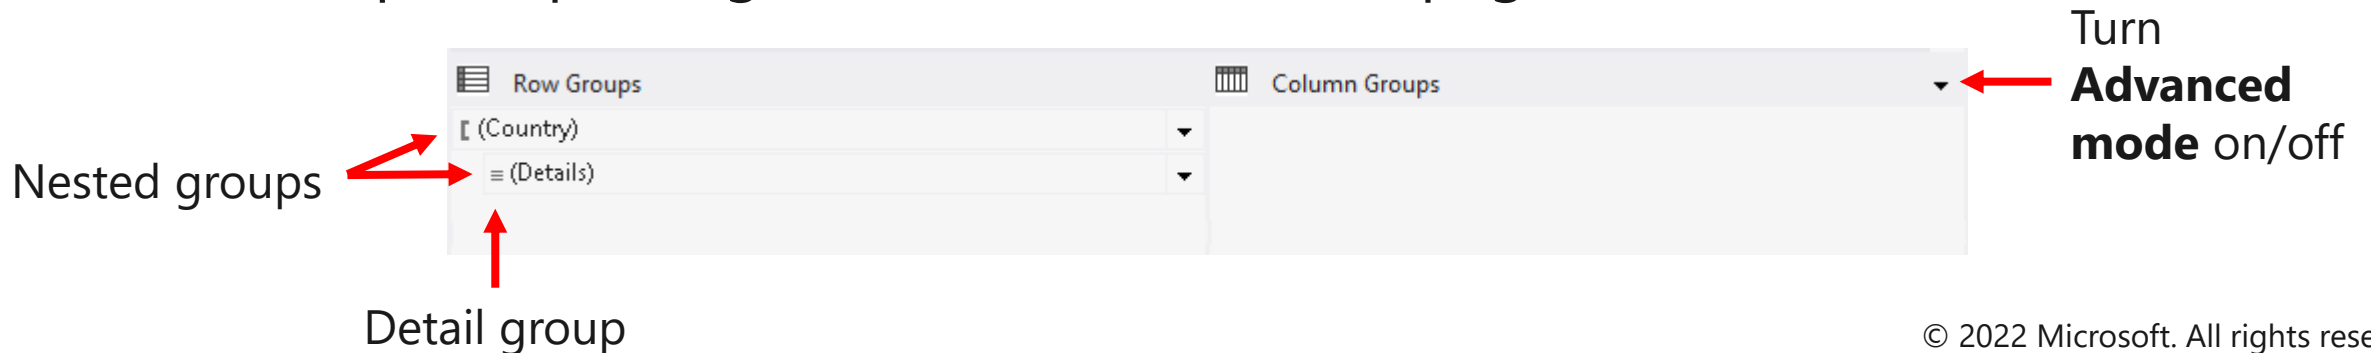 Turn
Row Groups
Column Groups
Advanced
(Country)
mode on/off
Nested groups
(Details)
Detail group
© 2022 Microsoft. All rights